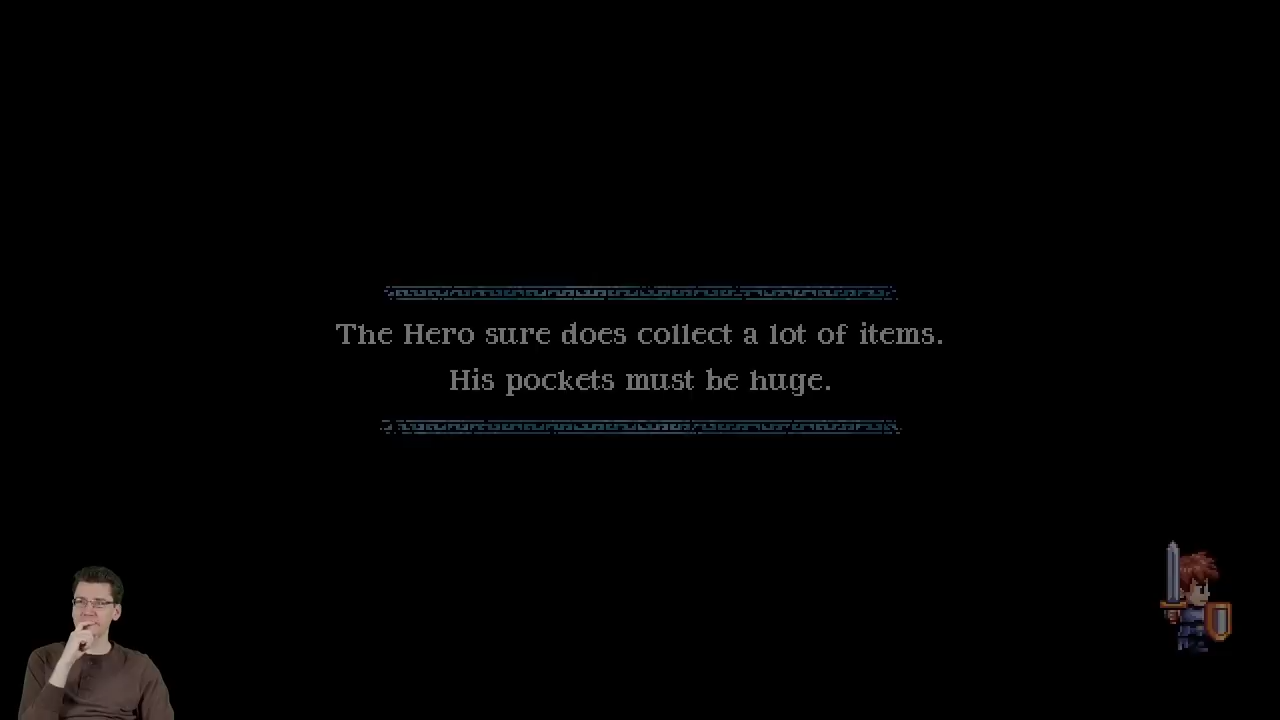 The Hero sure does collect a lot of items.
His pockets must be huge.